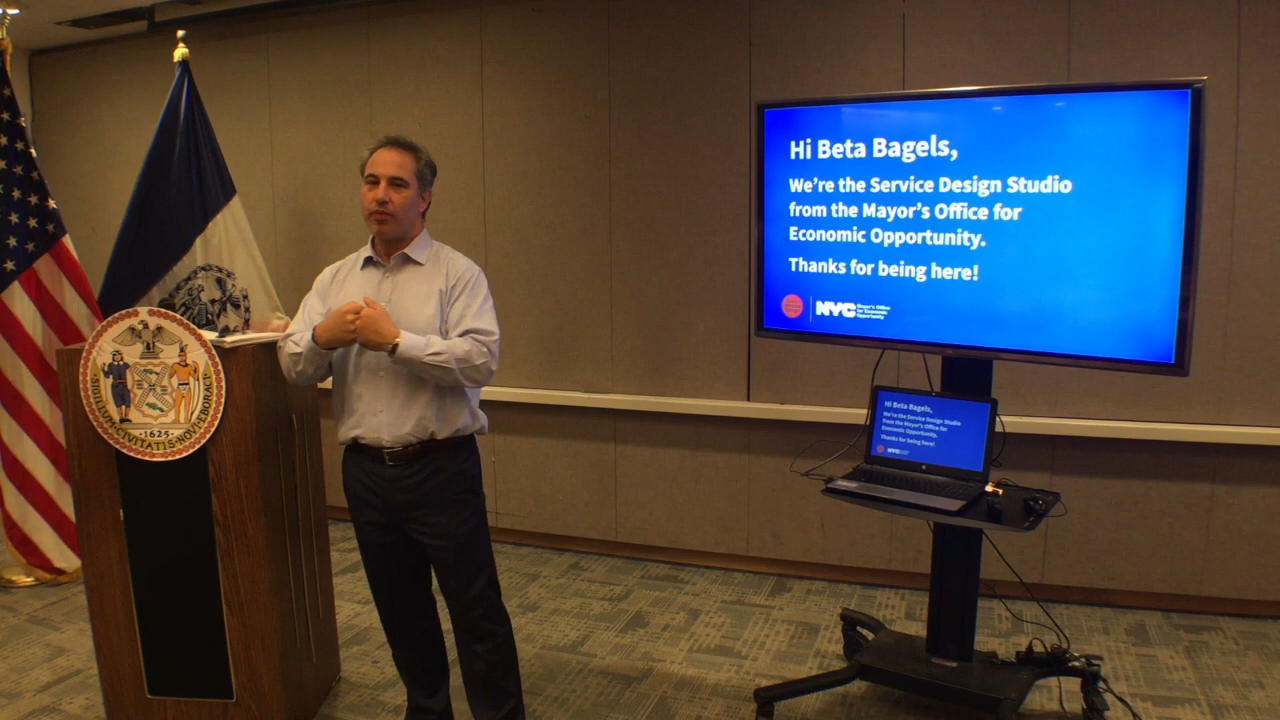 Hi Beta Bagels,
We're the Service Design Studio
from the Mayor's Office for
Economic Opportunity.
Thanks for being here!
NYC
Mayor's Office
for Economic
Opportunity
SIGILLUM·CIVITATIS·NOVI·EBORACI
·1625·
Hi Beta Bagels,
We're the Service Design Studio
from the Mayor's Office for
Economic Opportunity.
Thanks for being here!
NYC